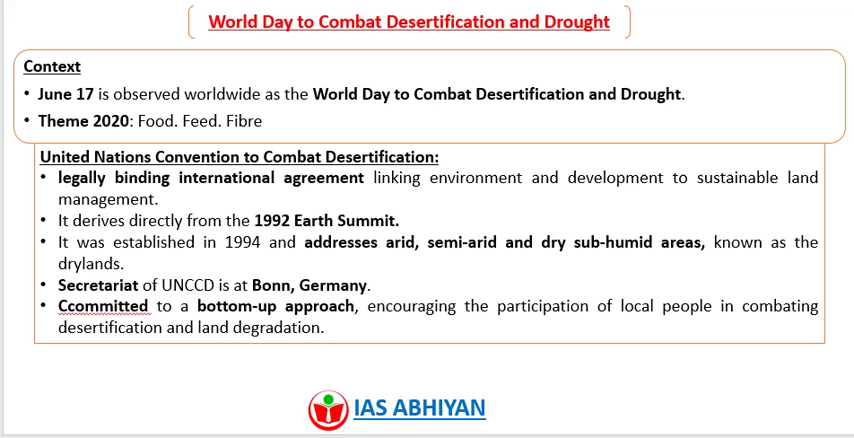 World Day to Combat Desertification and Drought
Context
• June 17 is observed worldwide as the World Day to Combat Desertification and Drought.
• Theme 2020: Food. Feed. Fibre
United Nations Convention to Combat Desertification:
• legally binding international agreement linking environment and development to sustainable land
management.
• It derives directly from the 1992 Earth Summit.
• It was established in 1994 and addresses arid, semi-arid and dry sub-humid areas, known as the
drylands.
• Secretariat of UNCCD is at Bonn, Germany.
• Ccommitted to a bottom-up approach, encouraging the participation of local people in combating
desertification and land degradation.
IAS ABHIYAN